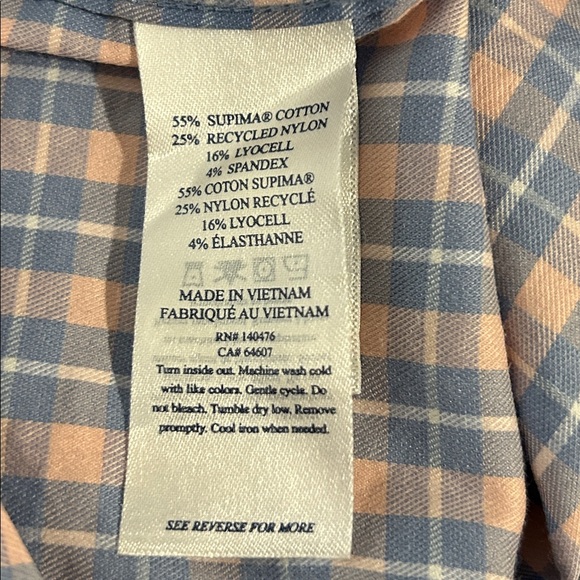 55% SUPIMA® COTTON
25% RECYCLED NYLON
16% LYOCELL
4% SPANDEX
55% COTON SUPIMA®
25% NYLON RECYCLÉ
16% LYOCELL
4% ÉLASTHANNE
MADE IN VIETNAM
FABRIQUÉ AU VIETNAM
RN# 140476
CA# 64607
Turn inside out. Machine wash cold
with like colors. Gentle cycle. Do
not bleach. Tumble dry low. Remove
promptly. Cool iron when needed.
SEE REVERSE FOR MORE